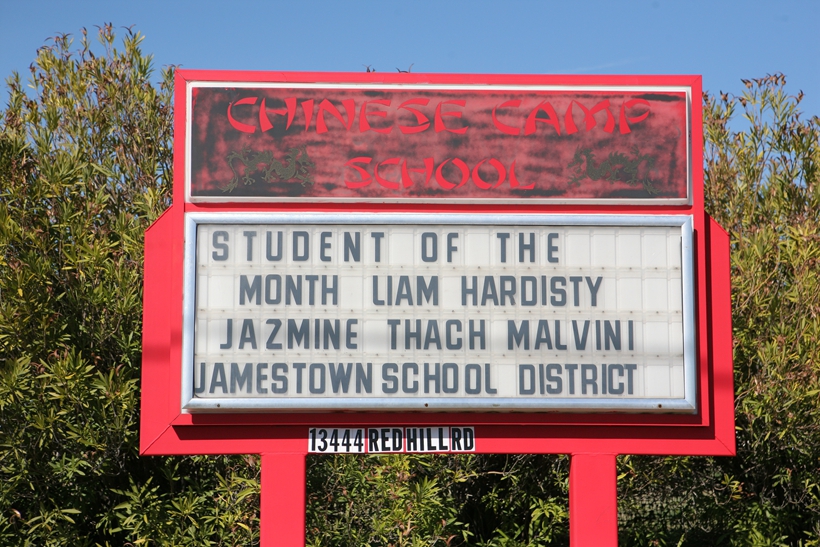 CHINESE CAMP
SCHOOL
STUDENT OF THE
MONTH LIAM HARDISTY
JAZMINE THACH MALVINI
JAMESTOWN SCHOOL DISTRICT
13444 RED HILL RD